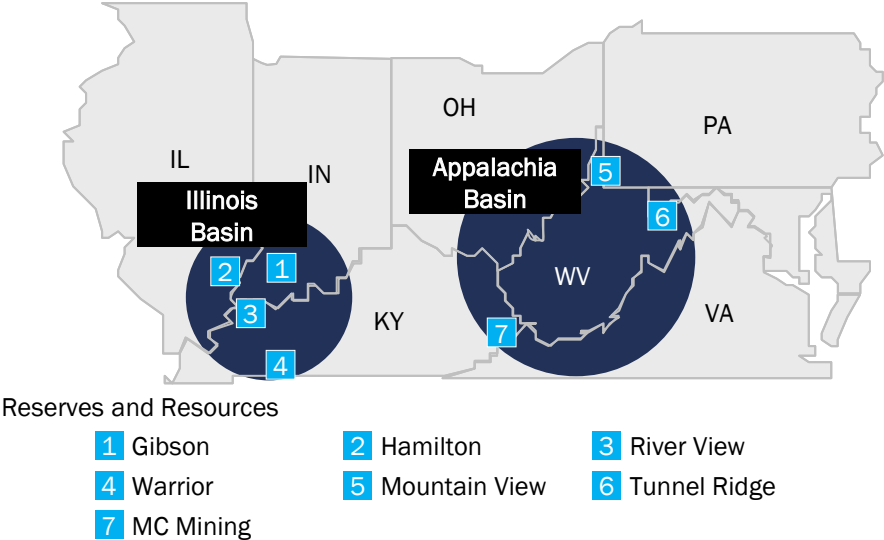 OH
PA
IL
IN
Appalachia
Basin
5
Illinois
Basin
6
1
2
WV
3
KY
VA
7
4
Reserves and Resources
1 Gibson
2 Hamilton
3 River View
4 Warrior
5 Mountain View
6 Tunnel Ridge
7 MC Mining